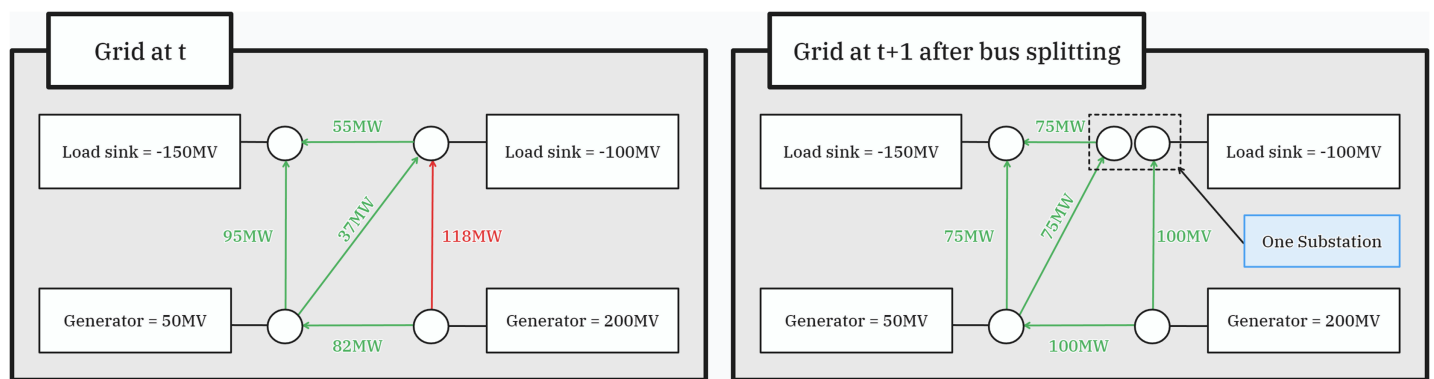 Grid at t
Load sink = -150MV
55MW
Load sink = -100MV
95MW
37MW
118MW
Generator = 50MV
82MW
Generator = 200MV
Grid at t+1 after bus splitting
Load sink = -150MV
75MW
Load sink = -100MV
75MW
75MW
100MV
One Substation
Generator = 50MV
100MW
Generator = 200MV